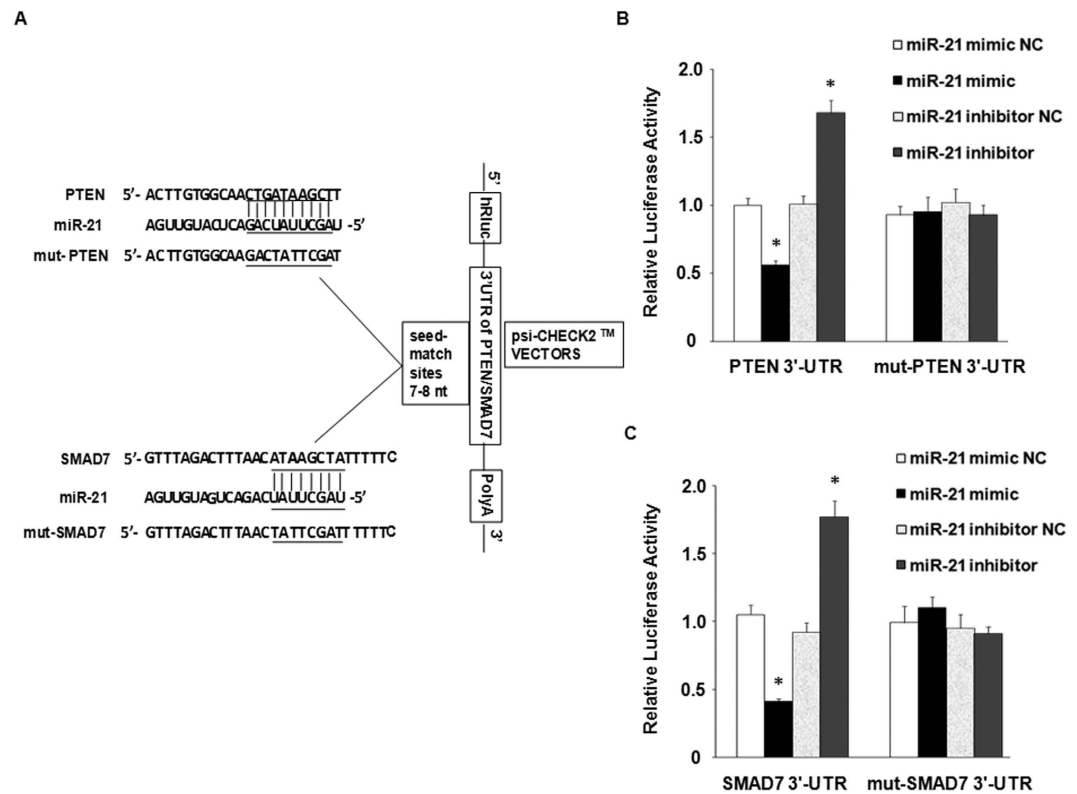 A
PTEN 5'- ACTTGTGGCAACTGATAAGCTT
miR-21 AGUUGUACUCAGACUAUUCGAU -5'
mut- PTEN 5'- ACTTGTGGCAAGACTATTCGAT
SMAD7 5'- GTTTAGACTTTAACATAAGCTATTTTTC
miR-21 AGUUGUAGUCAGACUAUUCGAU -5'
mut-SMAD7 5'- GTTTAGACTTTAACTATTCGATTTTTTC
seed-
match
sites
7-8 nt
5'
hRluc
3'UTR of PTEN/SMAD7
PolyA
3'
psi-CHECK2 TM
VECTORS
B
miR-21 mimic NC
miR-21 mimic
miR-21 inhibitor NC
miR-21 inhibitor
Relative Luciferase Activity
2.0
1.5
1.0
0.5
0
*
*
PTEN 3'-UTR mut-PTEN 3'-UTR
C
miR-21 mimic NC
miR-21 mimic
miR-21 inhibitor NC
miR-21 inhibitor
Relative Luciferase Activity
2.0
1.5
1.0
0.5
0
*
*
SMAD7 3'-UTR mut-SMAD7 3'-UTR